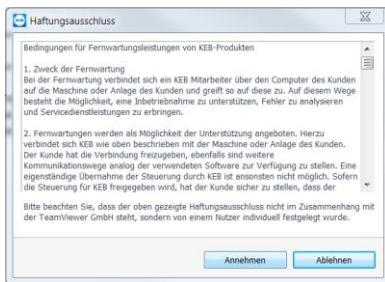 Haftungsausschluss
Bedingungen für Fernwartungsleistungen von KEB-Produkten
1. Zweck der Fernwartung
Bei der Fernwartung verbindet sich ein KEB Mitarbeiter über den Computer des Kunden
auf die Maschine oder Anlage des Kunden und greift so auf diese zu. Auf diesem Wege
besteht die Möglichkeit, eine Inbetriebnahme zu unterstützen, Fehler zu analysieren
und Servicedienstleistungen zu erbringen.
2. Fernwartungen werden als Möglichkeit der Unterstützung angeboten. Hierzu
verbindet sich KEB wie oben beschrieben mit der Maschine oder Anlage des Kunden.
Der Kunde hat die Verbindung freizugeben, ebenfalls sind weitere
Kommunikationswege analog der verwendeten Software zur Verfügung zu stellen. Eine
eigenständige Übernahme der Steuerung durch KEB ist ansonsten nicht möglich. Sofern
die Steuerung für KEB freigegeben wird, hat der Kunde sicher zu stellen, dass der
Bitte beachten Sie, dass der oben gezeigte Haftungsausschluss nicht im Zusammenhang mit
der TeamViewer GmbH steht, sondern von einem Nutzer individuell festgelegt wurde.
Annehmen
Ablehnen